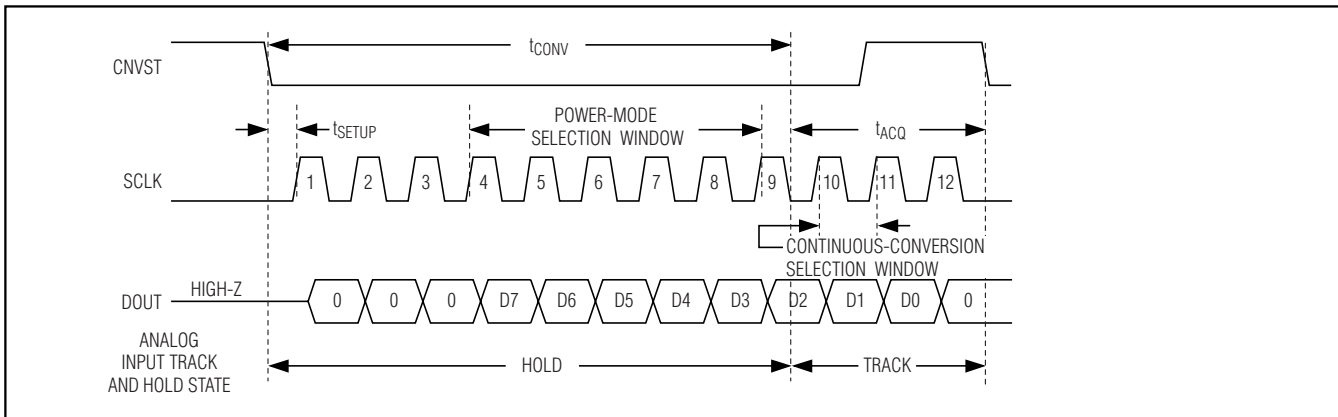 tCONV
CNVST
POWER-MODE
SELECTION WINDOW
tSETUP
tACQ
SCLK
1 2 3 4 5 6 7 8 9 10 11 12
CONTINUOUS-CONVERSION
SELECTION WINDOW
DOUT HIGH-Z 0 0 0 D7 D6 D5 D4 D3 D2 D1 D0 0
ANALOG
INPUT TRACK
AND HOLD STATE
HOLD TRACK